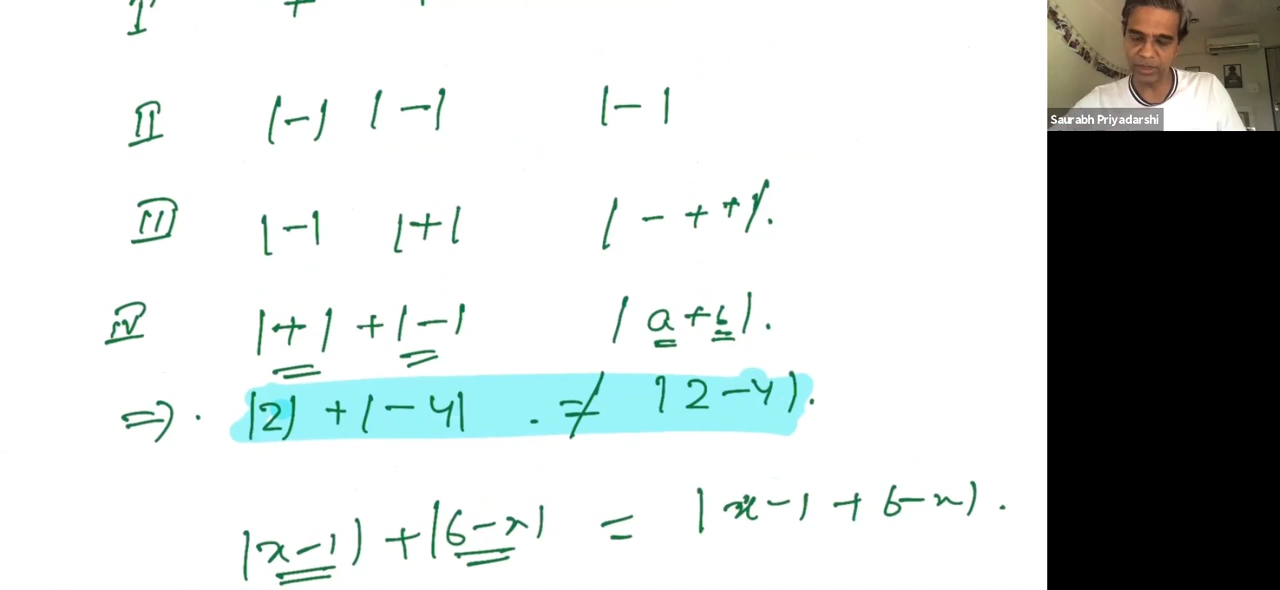 I + +
Saurabh Priyadarshi
II |-| |-| |-|
III |-| |+| |-++|.
IV |+| + |-| |a+b|.
=> . |2| + |-4| . ≠ |2-4|.
|x-1| + |6-x| = |x-1+6-x|.